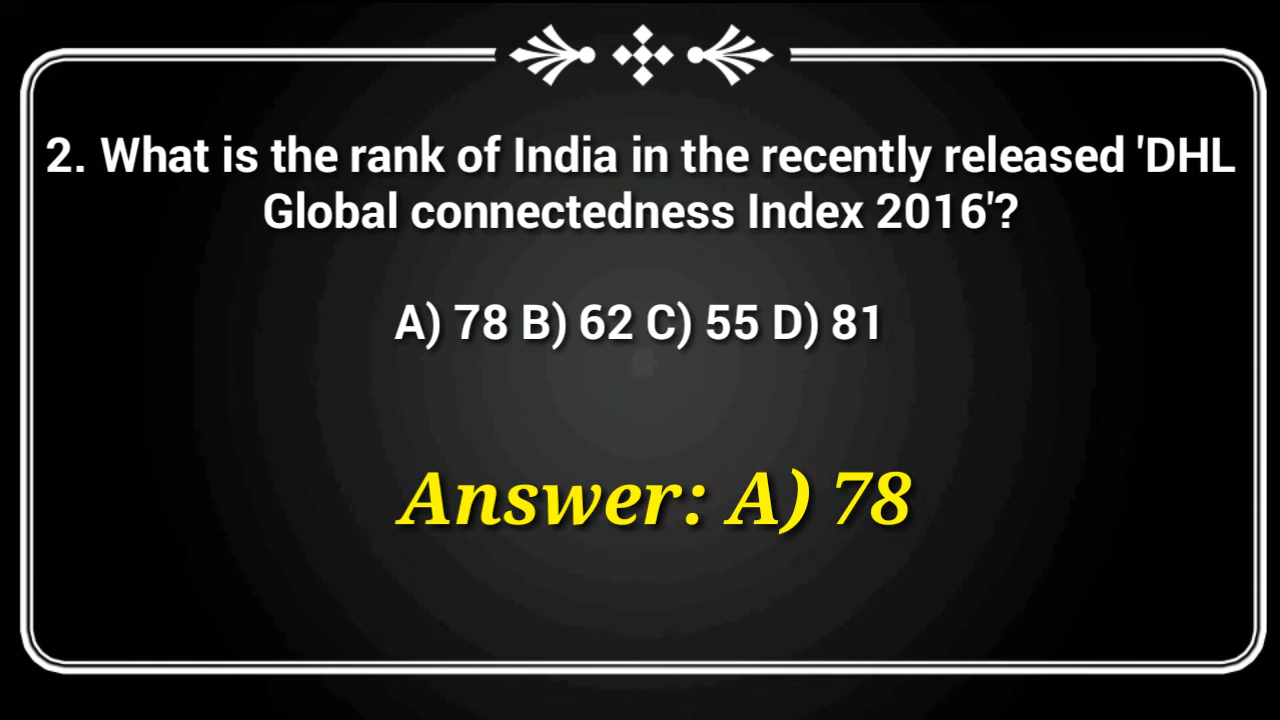 2. What is the rank of India in the recently released 'DHL
Global connectedness Index 2016'?
A) 78 B) 62 C) 55 D) 81
Answer: A) 78